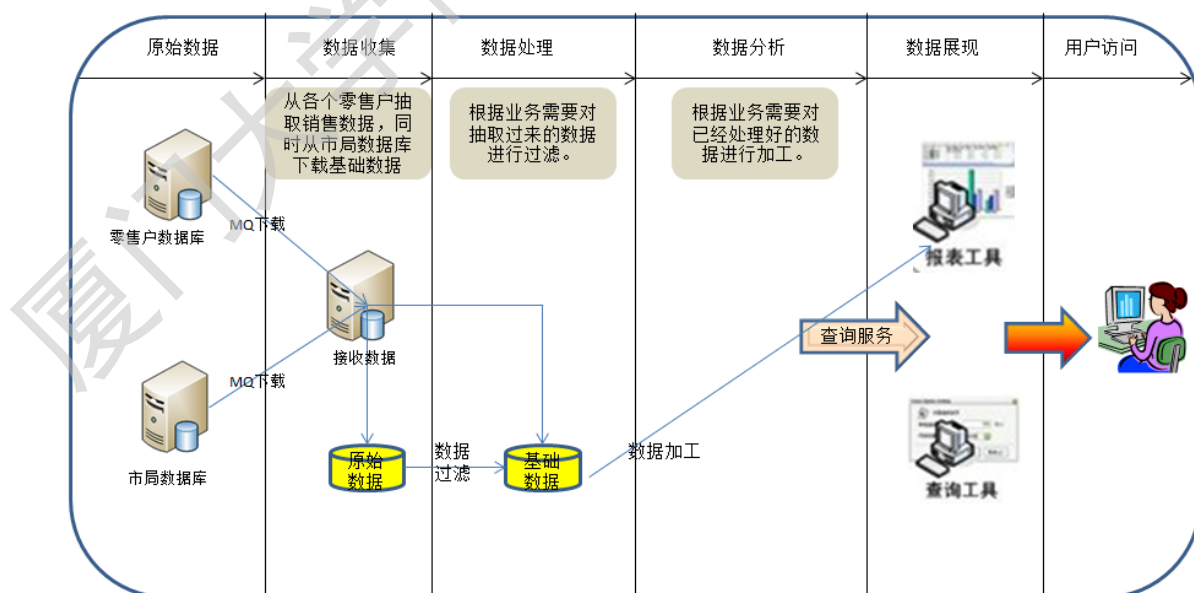 原始数据
数据收集
数据处理
数据分析
数据展现
用户访问
从各个零售户抽
取销售数据，同
时从市局数据库
下载基础数据
根据业务需要对
抽取过来的数据
进行过滤。
根据业务需要对
已经处理好的数
据进行加工。
零售户数据库
MQ下载
报表工具
接收数据
查询服务
MQ下载
市局数据库
原始
数据
数据
过滤
基础
数据
数据加工
查询工具
厦门大学